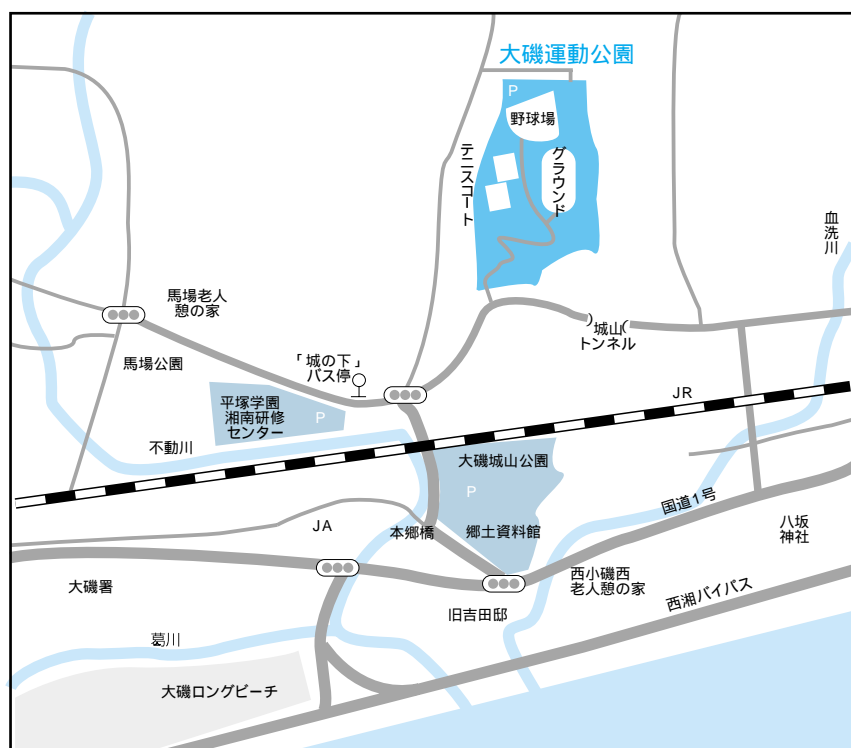 大磯運動公園
P
野球場
テニスコート
グラウンド
血洗川
馬場老人
憩の家
城山
トンネル
馬場公園
「城の下」
バス停
JR
平塚学園
湘南研修
センター
P
不動川
大磯城山公園
P
国道1号
JA
本郷橋
郷土資料館
八坂
神社
大磯署
西小磯西
老人憩の家
西湘バイパス
旧吉田邸
葛川
大磯ロングビーチ